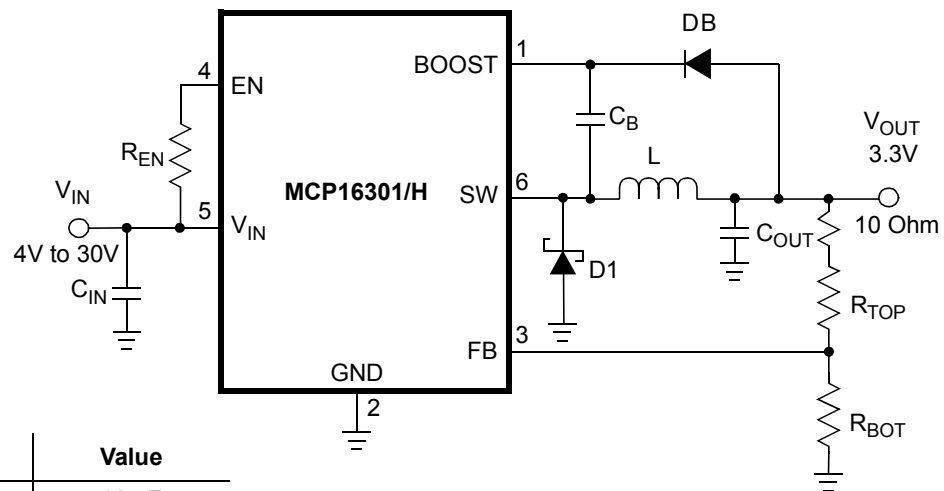 DB
1
BOOST
4
EN
C_B
V_OUT
3.3V
R_EN
L
MCP16301/H
6
SW
V_IN
5
V_IN
4V to 30V
C_OUT
10 Ohm
C_IN
D1
R_TOP
3
FB
GND
2
R_BOT
Value